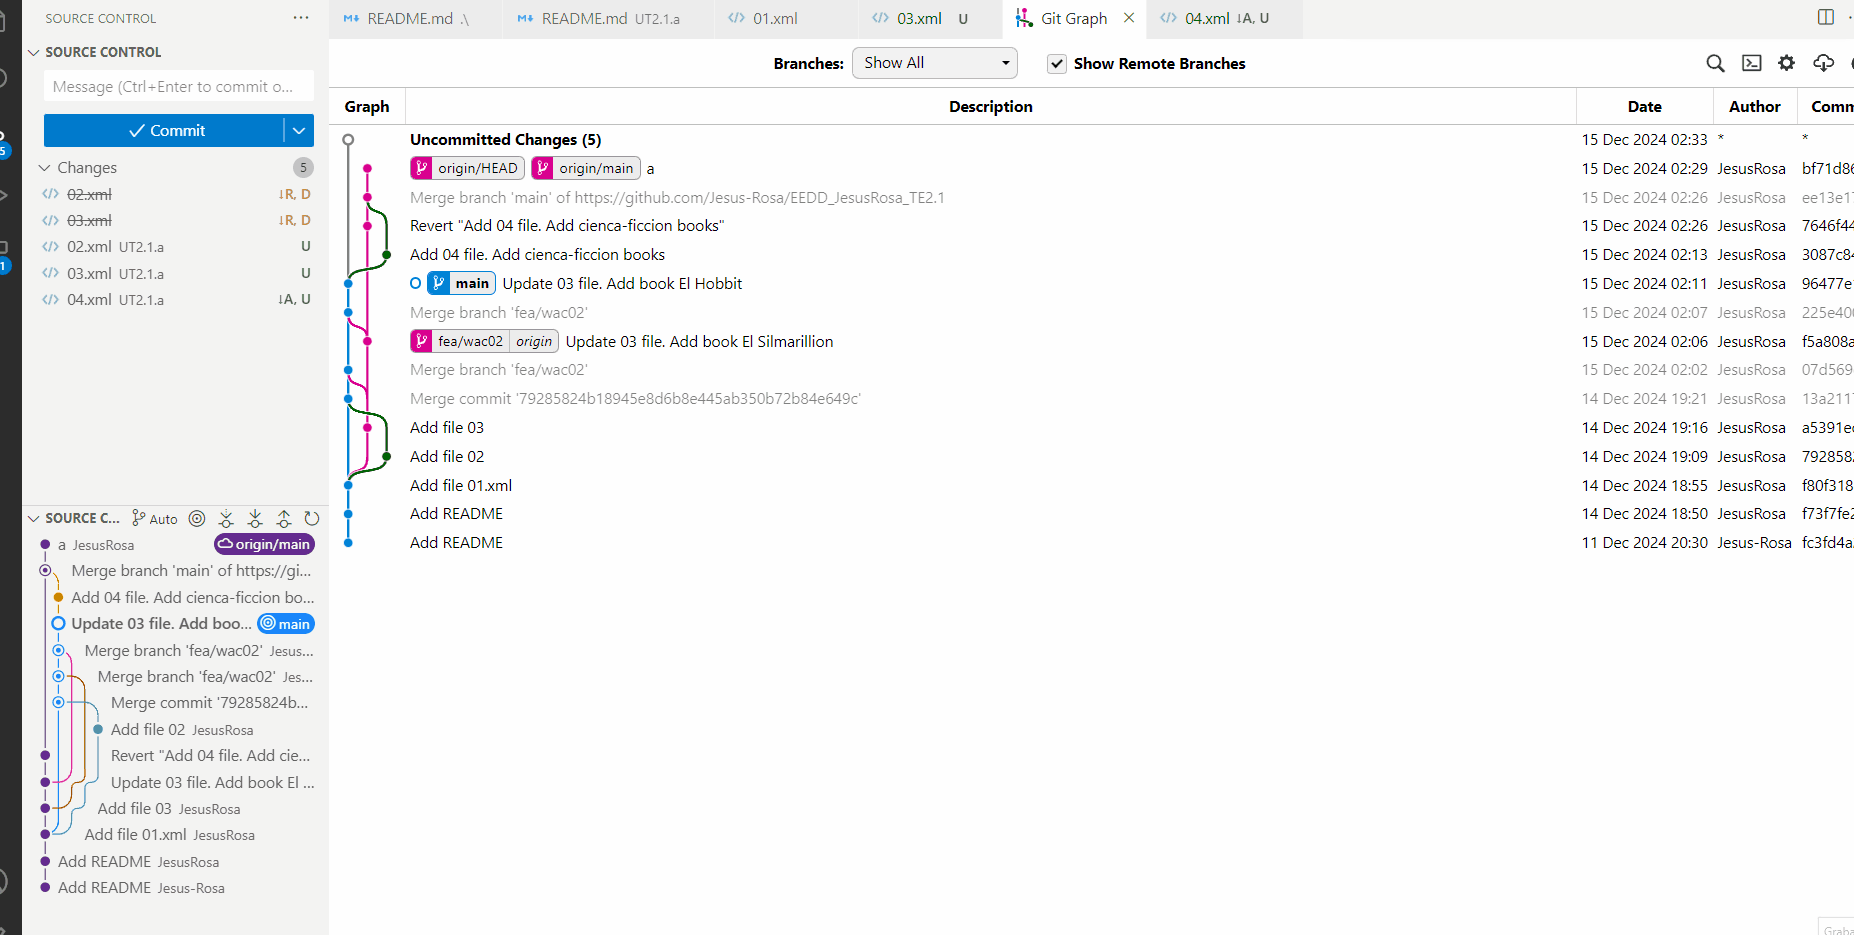 SOURCE CONTROL
README.md .\
README.md UT2.1.a
01.xml
03.xml U
Git Graph
04.xml ↓A, U
SOURCE CONTROL
Message (Ctrl+Enter to commit o...
Commit
Changes 5
02.xml ↓R, D
03.xml ↓R, D
02.xml UT2.1.a U
03.xml UT2.1.a U
04.xml UT2.1.a ↓A, U
SOURCE C... Auto
a JesusRosa origin/main
Merge branch 'main' of https://gi...
Add 04 file. Add cienca-ficcion bo...
Update 03 file. Add boo... main
Merge branch 'fea/wac02' Jesus...
Merge branch 'fea/wac02' Jes...
Merge commit '79285824b...
Add file 02 JesusRosa
Revert "Add 04 file. Add cie...
Update 03 file. Add book El ...
Add file 03 JesusRosa
Add file 01.xml JesusRosa
Add README JesusRosa
Add README Jesus-Rosa
Branches: Show All Show Remote Branches
Graph Description Date Author Comm
Uncommitted Changes (5) 15 Dec 2024 02:33 * *
origin/HEAD origin/main a 15 Dec 2024 02:29 JesusRosa bf71d86
Merge branch 'main' of https://github.com/Jesus-Rosa/EEDD_JesusRosa_TE2.1 15 Dec 2024 02:26 JesusRosa ee13e1
Revert "Add 04 file. Add cienca-ficcion books" 15 Dec 2024 02:26 JesusRosa 7646f44
Add 04 file. Add cienca-ficcion books 15 Dec 2024 02:13 JesusRosa 3087c84
main Update 03 file. Add book El Hobbit 15 Dec 2024 02:11 JesusRosa 96477e
Merge branch 'fea/wac02' 15 Dec 2024 02:07 JesusRosa 225e40
fea/wac02 origin Update 03 file. Add book El Silmarillion 15 Dec 2024 02:06 JesusRosa f5a808a
Merge branch 'fea/wac02' 15 Dec 2024 02:02 JesusRosa 07d569
Merge commit '79285824b18945e8d6b8e445ab350b72b84e649c' 14 Dec 2024 19:21 JesusRosa 13a211
Add file 03 14 Dec 2024 19:16 JesusRosa a5391e
Add file 02 14 Dec 2024 19:09 JesusRosa 792858
Add file 01.xml 14 Dec 2024 18:55 JesusRosa f80f318
Add README 14 Dec 2024 18:50 JesusRosa f73f7fe
Add README 11 Dec 2024 20:30 Jesus-Rosa fc3fd4a
Graba